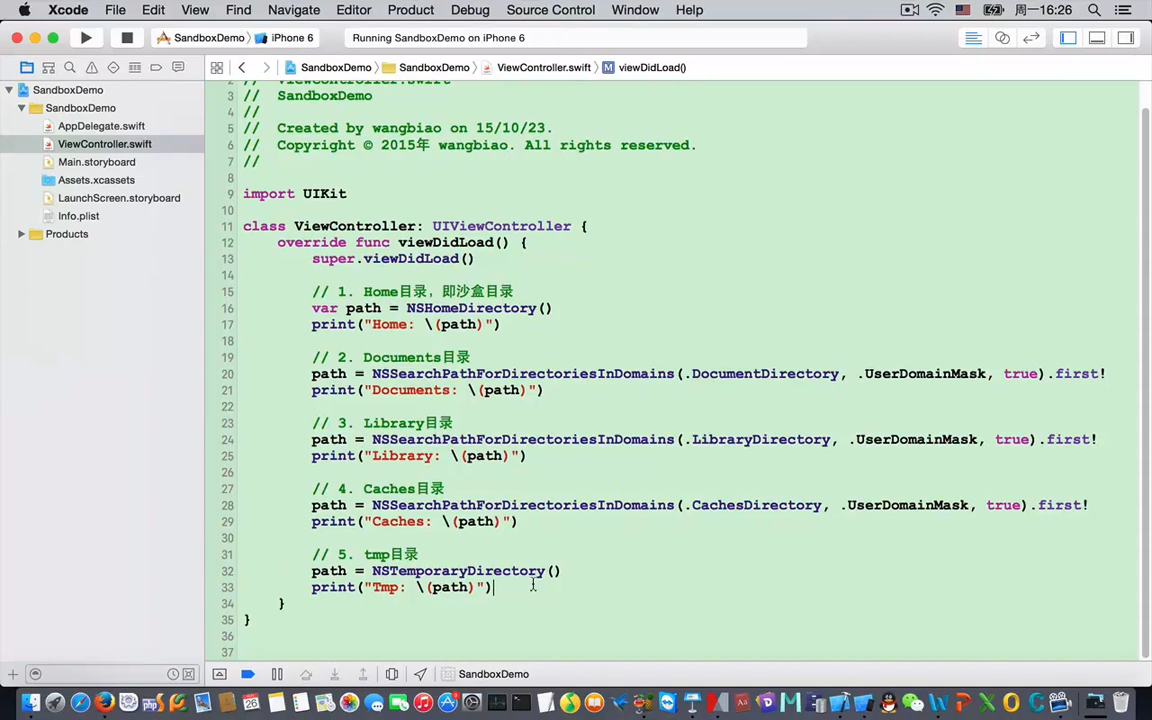 Xcode File Edit View Find Navigate Editor Product Debug Source Control Window Help 周一16:26
SandboxDemo iPhone 6 Running SandboxDemo on iPhone 6
SandboxDemo SandboxDemo ViewController.swift M viewDidLoad()
SandboxDemo
SandboxDemo
AppDelegate.swift
ViewController.swift
Main.storyboard
Assets.xcassets
LaunchScreen.storyboard
Info.plist
Products
2 // ViewController.swift
3 // SandboxDemo
4 //
5 // Created by wangbiao on 15/10/23.
6 // Copyright © 2015年 wangbiao. All rights reserved.
7 //
8
9 import UIKit
10
11 class ViewController: UIViewController {
12 override func viewDidLoad() {
13 super.viewDidLoad()
14
15 // 1. Home目录，即沙盒目录
16 var path = NSHomeDirectory()
17 print("Home: \(path)")
18
19 // 2. Documents目录
20 path = NSSearchPathForDirectoriesInDomains(.DocumentDirectory, .UserDomainMask, true).first!
21 print("Documents: \(path)")
22
23 // 3. Library目录
24 path = NSSearchPathForDirectoriesInDomains(.LibraryDirectory, .UserDomainMask, true).first!
25 print("Library: \(path)")
26
27 // 4. Caches目录
28 path = NSSearchPathForDirectoriesInDomains(.CachesDirectory, .UserDomainMask, true).first!
29 print("Caches: \(path)")
30
31 // 5. tmp目录
32 path = NSTemporaryDirectory()
33 print("Tmp: \(path)")
34 }
35 }
36
37
SandboxDemo